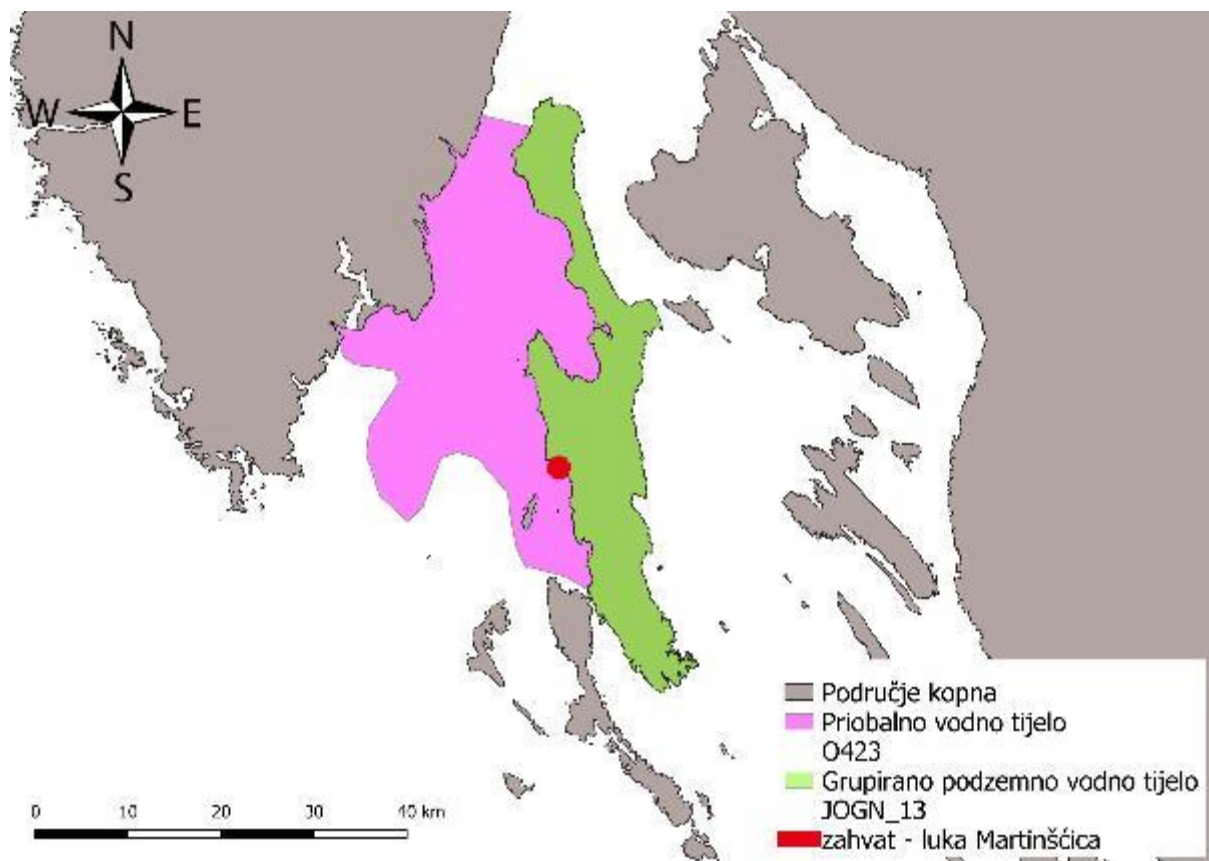 N
W E
S
Područje kopna
Priobalno vodno tijelo
O423
Grupirano podzemno vodno tijelo
JOGN_13
zahvat - luka Martinšćica
0 10 20 30 40 km